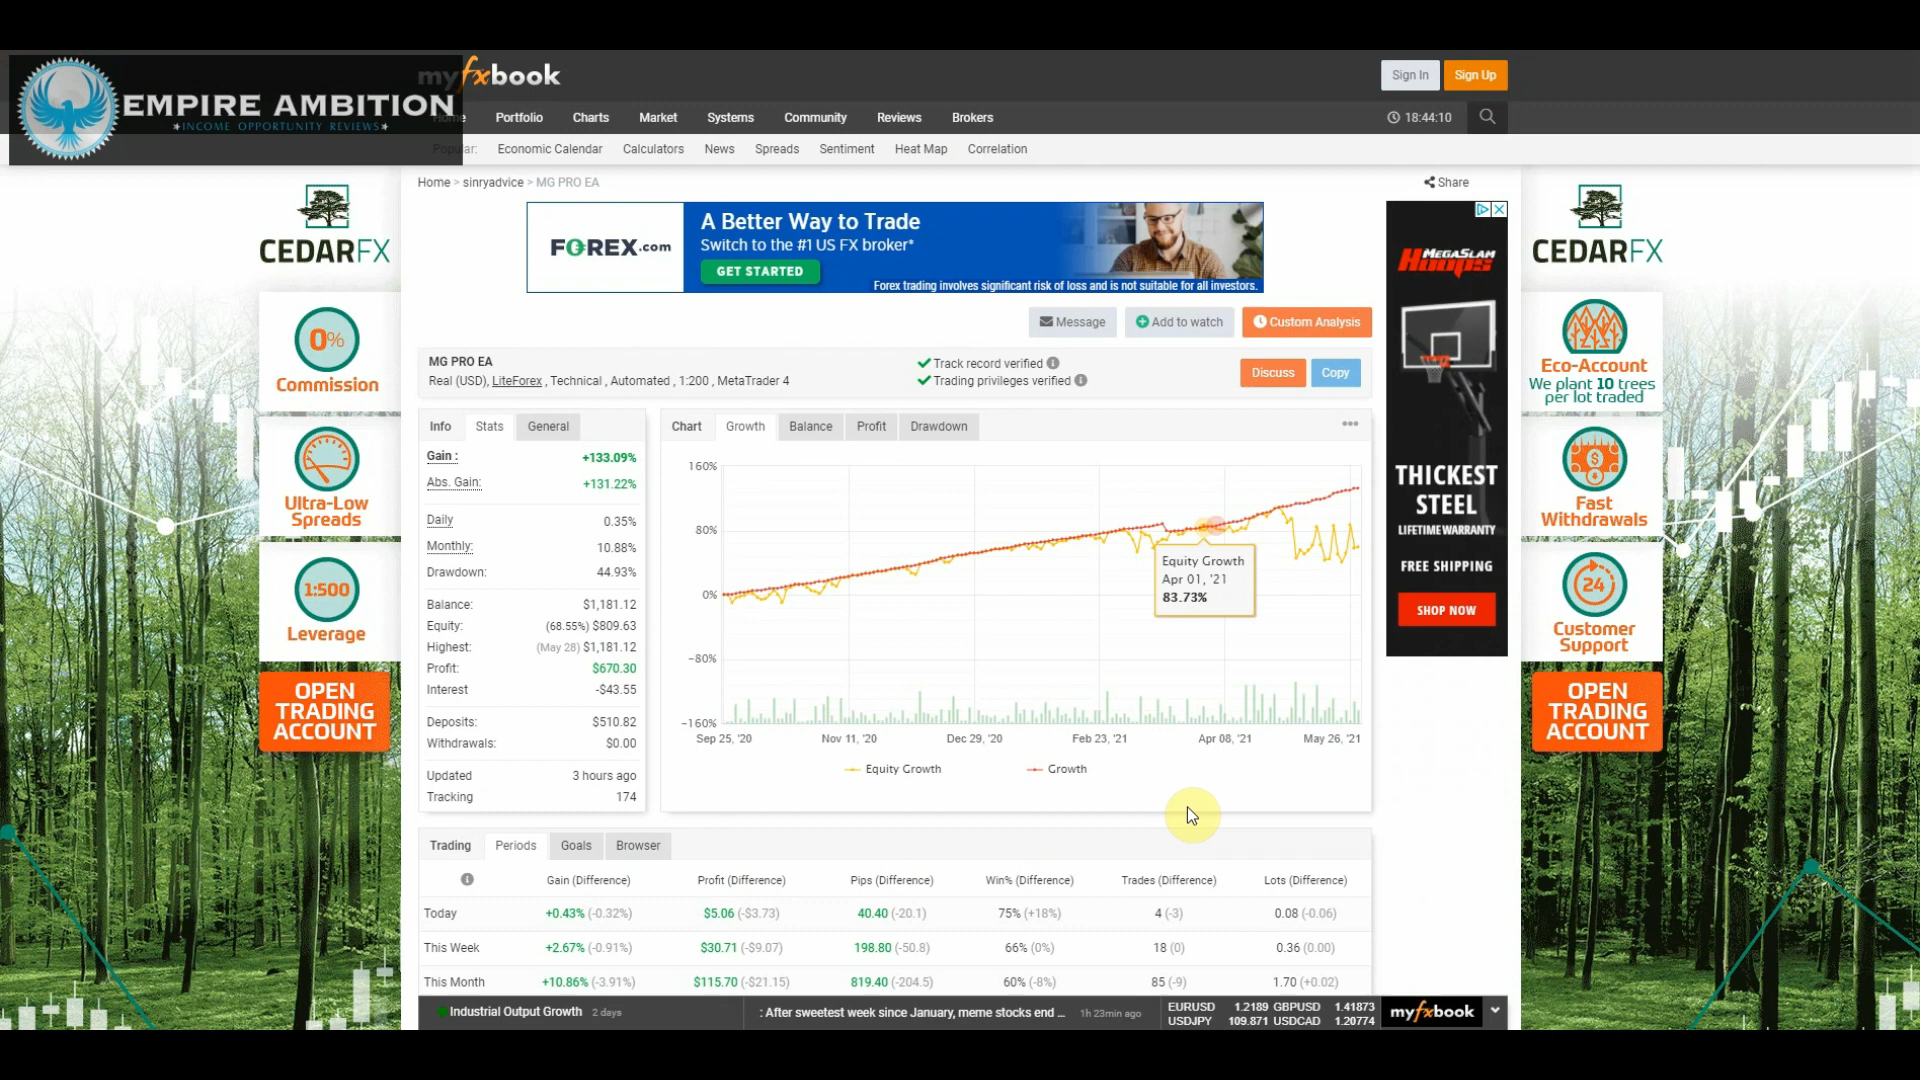 EMPIRE AMBITION
★INCOME OPPORTUNITY REVIEWS★
myfxbook
Sign In
Sign Up
Home
Portfolio
Charts
Market
Systems
Community
Reviews
Brokers
18:44:10
Popular:
Economic Calendar
Calculators
News
Spreads
Sentiment
Heat Map
Correlation
Home > sinryadvice > MG PRO EA
Share
FOREX.com
A Better Way to Trade
Switch to the #1 US FX broker*
GET STARTED
Forex trading involves significant risk of loss and is not suitable for all investors.
Message
Add to watch
Custom Analysis
MG PRO EA
Real (USD), LiteForex , Technical , Automated , 1:200 , MetaTrader 4
Track record verified
Trading privileges verified
Discuss
Copy
Info
Stats
General
Gain : +133.09%
Abs. Gain: +131.22%
Daily 0.35%
Monthly: 10.88%
Drawdown: 44.93%
Balance: $1,181.12
Equity: (68.55%) $809.63
Highest: (May 28) $1,181.12
Profit: $670.30
Interest -$43.55
Deposits: $510.82
Withdrawals: $0.00
Updated 3 hours ago
Tracking 174
Chart
Growth
Balance
Profit
Drawdown
160%
80%
0%
-80%
-160%
Equity Growth
Apr 01, '21
83.73%
Sep 25, '20
Nov 11, '20
Dec 29, '20
Feb 23, '21
Apr 08, '21
May 26, '21
Equity Growth
Growth
Trading
Periods
Goals
Browser
Gain (Difference) Profit (Difference) Pips (Difference) Win% (Difference) Trades (Difference) Lots (Difference)
Today +0.43% (-0.32%) $5.06 (-$3.73) 40.40 (-20.1) 75% (+18%) 4 (-3) 0.08 (-0.06)
This Week +2.67% (-0.91%) $30.71 (-$9.07) 198.80 (-50.8) 66% (0%) 18 (0) 0.36 (0.00)
This Month +10.86% (-3.91%) $115.70 (-$21.15) 819.40 (-204.5) 60% (-8%) 85 (-9) 1.70 (+0.02)
Industrial Output Growth 2 days
: After sweetest week since January, meme stocks end ... 1h 23min ago
EURUSD 1.2189 GBPUSD 1.41873
USDJPY 109.871 USDCAD 1.20774
myfxbook
CEDARFX
0%
Commission
Ultra-Low
Spreads
1:500
Leverage
OPEN
TRADING
ACCOUNT
MEGASLAM
HOOPS
THICKEST
STEEL
LIFETIME WARRANTY
FREE SHIPPING
SHOP NOW
CEDARFX
Eco-Account
We plant 10 trees
per lot traded
Fast
Withdrawals
24
Customer
Support
OPEN
TRADING
ACCOUNT